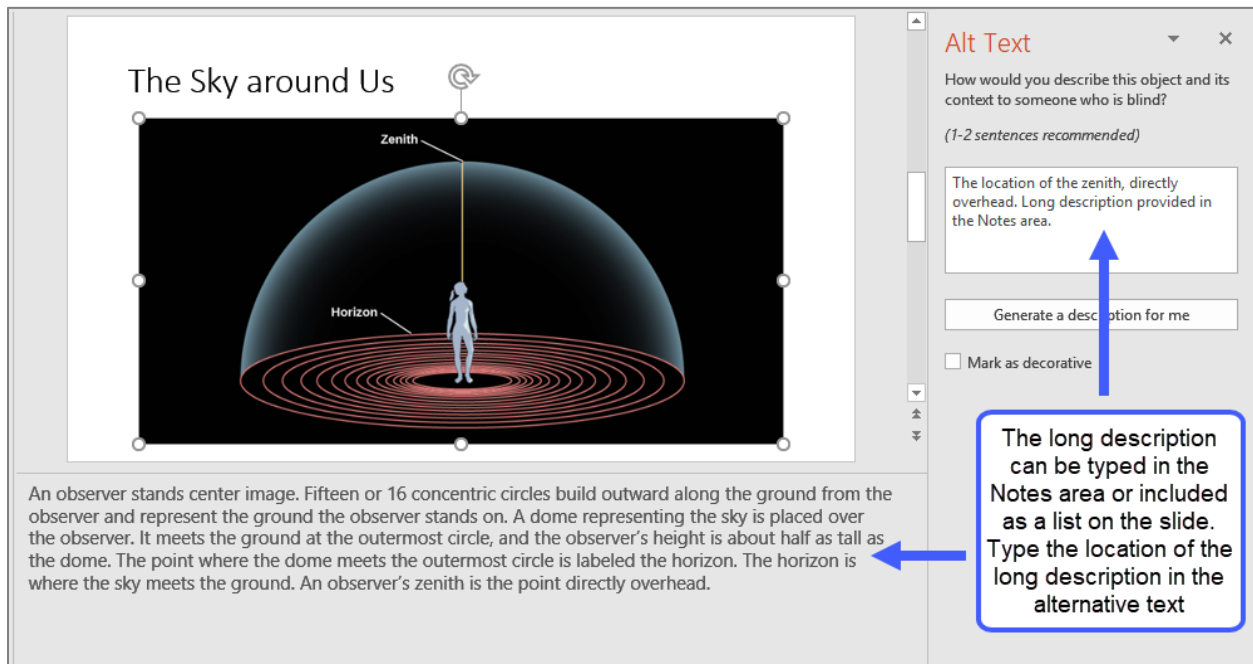 The Sky around Us
Zenith
Horizon
An observer stands center image. Fifteen or 16 concentric circles build outward along the ground from the
observer and represent the ground the observer stands on. A dome representing the sky is placed over
the observer. It meets the ground at the outermost circle, and the observer's height is about half as tall as
the dome. The point where the dome meets the outermost circle is labeled the horizon. The horizon is
where the sky meets the ground. An observer's zenith is the point directly overhead.
Alt Text
How would you describe this object and its
context to someone who is blind?
(1-2 sentences recommended)
The location of the zenith, directly
overhead. Long description provided in
the Notes area.
Generate a description for me
Mark as decorative
The long description
can be typed in the
Notes area or included
as a list on the slide.
Type the location of the
long description in the
alternative text